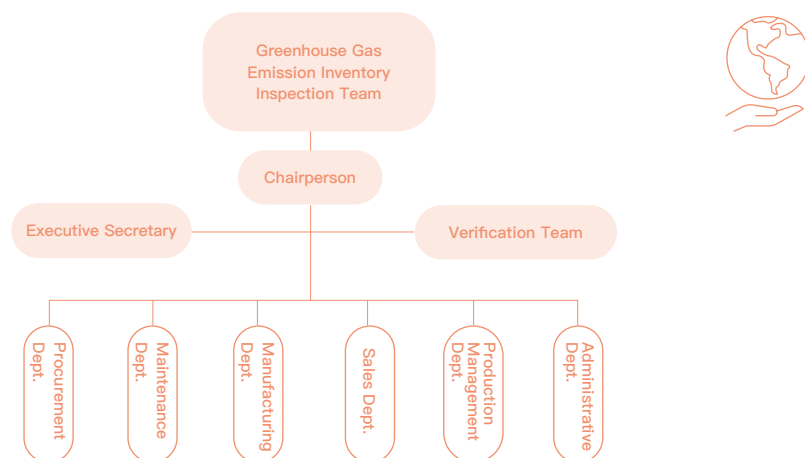 Greenhouse Gas
Emission Inventory
Inspection Team
Chairperson
Executive Secretary
Verification Team
Procurement
Dept.
Maintenance
Dept.
Manufacturing
Dept.
Sales Dept.
Production
Management
Dept.
Administrative
Dept.